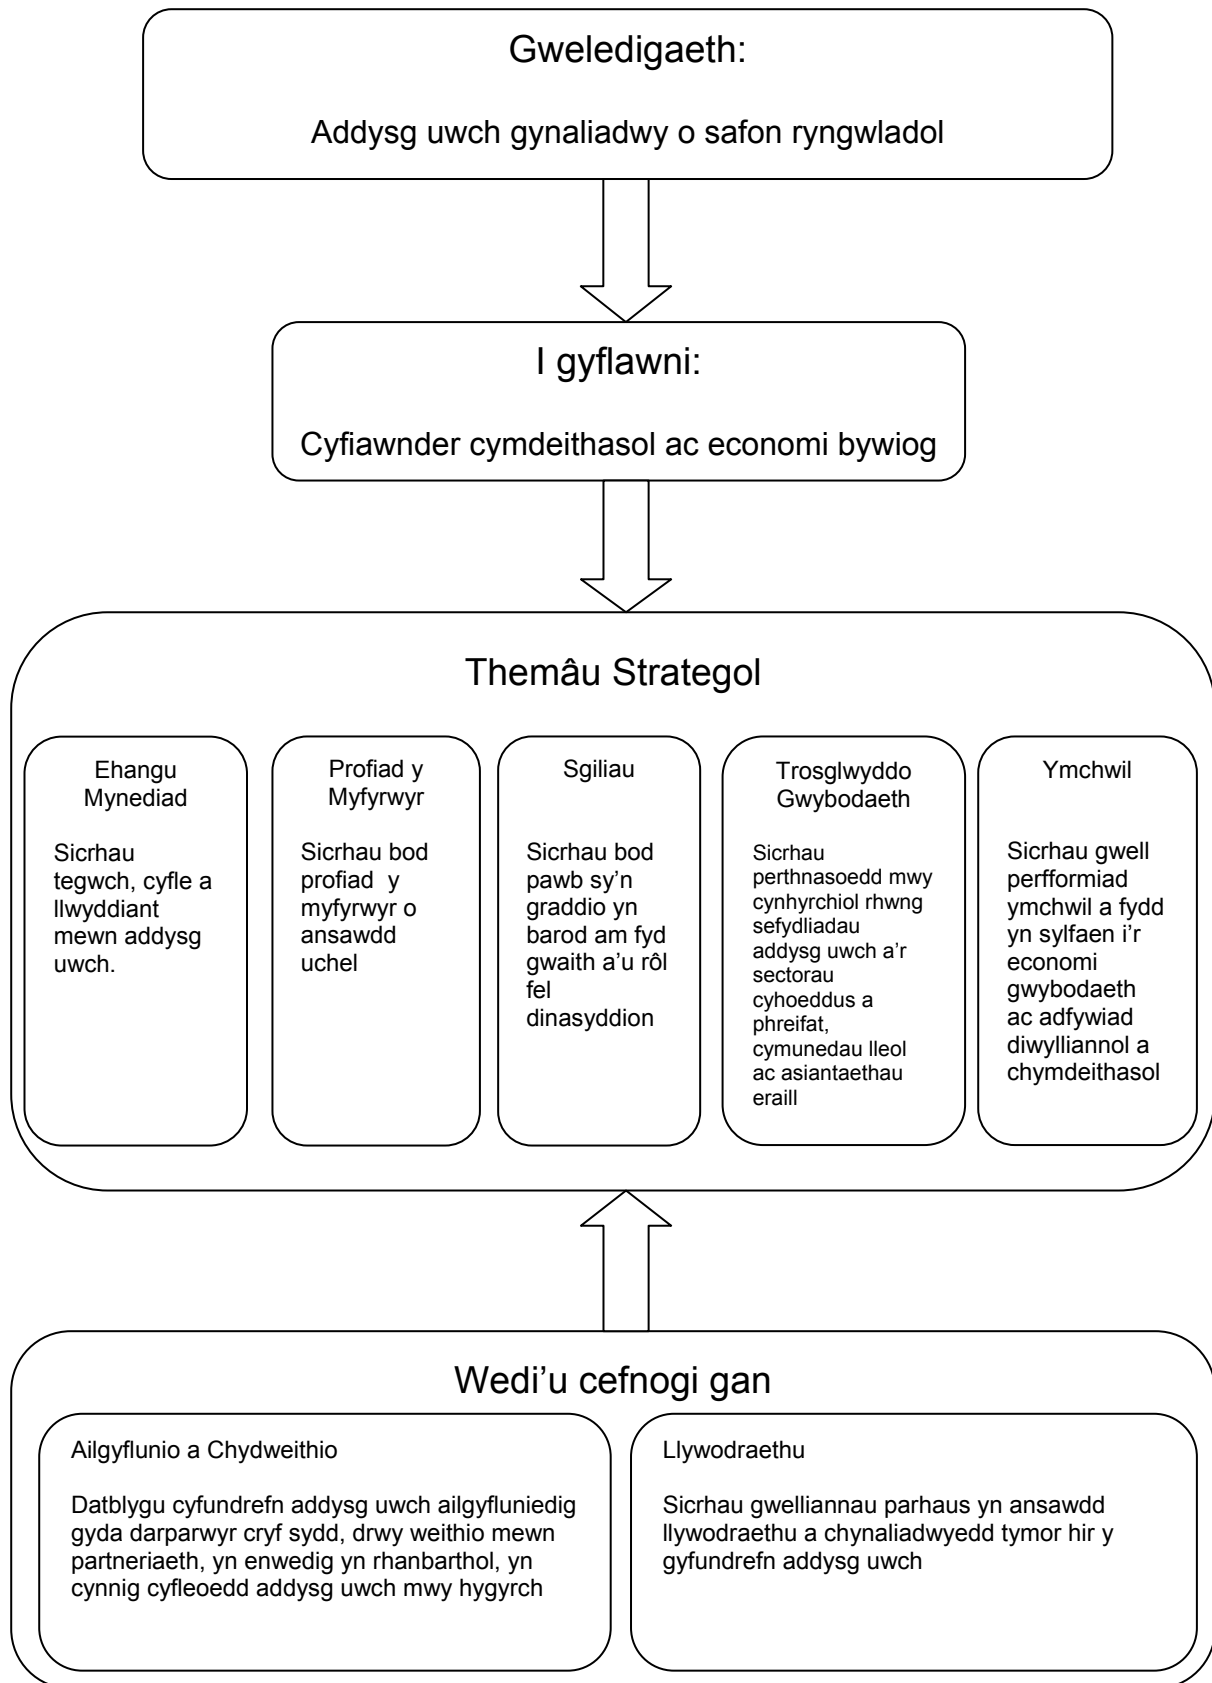 Gweledigaeth:
Addysg uwch gynaliadwy o safon ryngwladol
I gyflawni:
Cyfiawnder cymdeithasol ac economi bywiog
Themâu Strategol
Ehangu
Mynediad
Sicrhau
tegwch, cyfle a
llwyddiant
mewn addysg
uwch.
Profiad y
Myfyrwyr
Sicrhau bod
profiad y
myfyrwyr o
ansawdd
uchel
Sgiliau
Sicrhau bod
pawb sy’n
graddio yn
barod am fyd
gwaith a’u rôl
fel
dinasyddion
Trosglwyddo
Gwybodaeth
Sicrhau
perthnasoedd mwy
cynhyrchiol rhwng
sefydliadau
addysg uwch a’r
sectorau
cyhoeddus a
phreifat,
cymunedau lleol
ac asiantaethau
eraill
Ymchwil
Sicrhau gwell
perfformiad
ymchwil a fydd
yn sylfaen i’r
economi
gwybodaeth
ac adfywiad
diwylliannol a
chymdeithasol
Wedi’u cefnogi gan
Ailgyflunio a Chydweithio
Datblygu cyfundrefn addysg uwch ailgyfluniedig
gyda darparwyr cryf sydd, drwy weithio mewn
partneriaeth, yn enwedig yn rhanbarthol, yn
cynnig cyfleoedd addysg uwch mwy hygyrch
Llywodraethu
Sicrhau gwelliannau parhaus yn ansawdd
llywodraethu a chynaliadwyedd tymor hir y
gyfundrefn addysg uwch